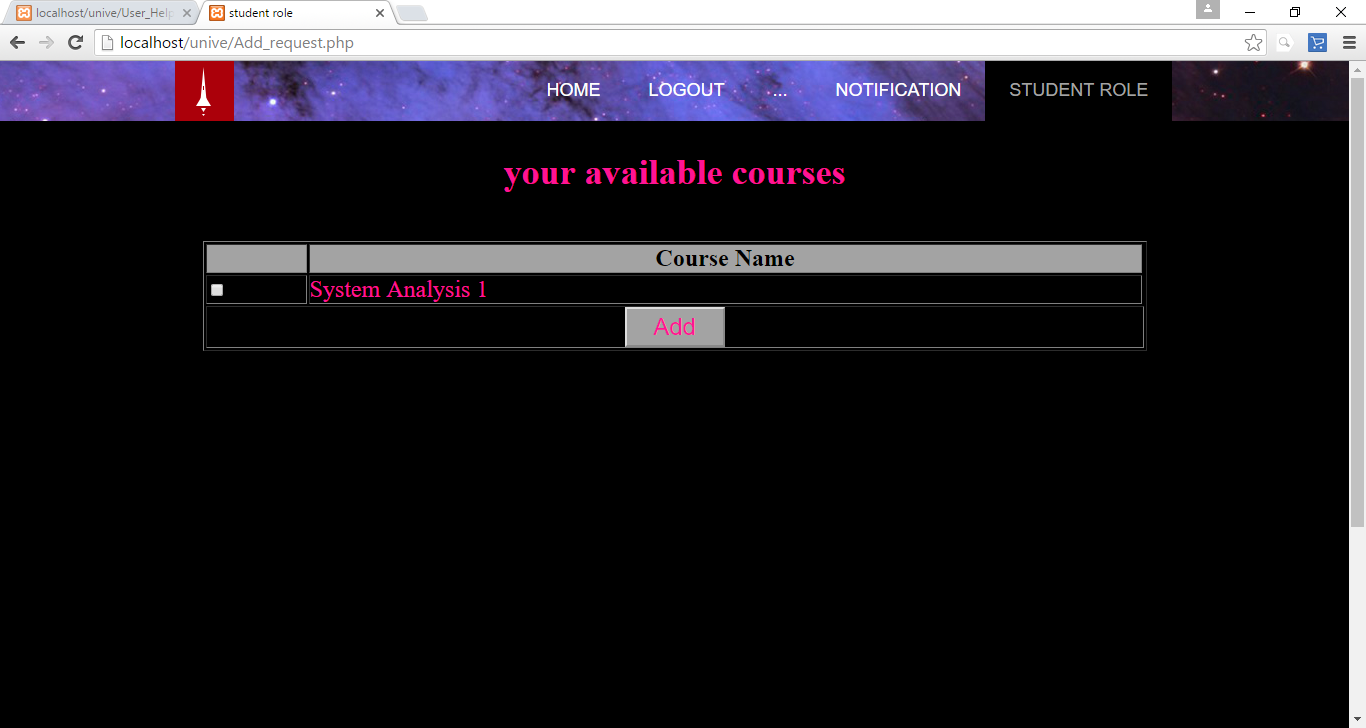 localhost/unive/User_Help
student role
localhost/unive/Add_request.php
HOME LOGOUT ... NOTIFICATION STUDENT ROLE
your available courses
Course Name
System Analysis 1
Add